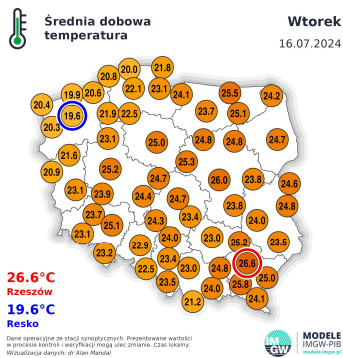 Średnia dobowa
temperatura
Wtorek
16.07.2024
20.8 20.0 21.8
20.4 19.9 20.6 22.1 23.1 24.1 25.5 24.2
20.3 19.6 21.9 22.5 23.7 25.1
21.6 23.1 25.0 24.8 24.8 24.7
20.9 25.2 25.3
23.1 23.9 24.7 26.0 23.8 24.6
23.7 25.1 24.4 24.7 23.8 24.8
23.1 24.3 23.4 24.0
23.2 22.9 24.0 23.0 26.2 23.6
22.5 23.4 23.0 24.8 26.6 25.0
23.5 21.2 24.0 25.8 24.1
26.6°C
Rzeszów
19.6°C
Resko
Dane operacyjne ze stacji synoptycznych. Priorytetem wartości
w procesie kontroli i weryfikacji mogą ulec zmianie. Czas lokalny.
Wizualizacja danych: dr Alan Mandal
IM
GW
MODELE
IMGW-PIB
modele.imgw.pl